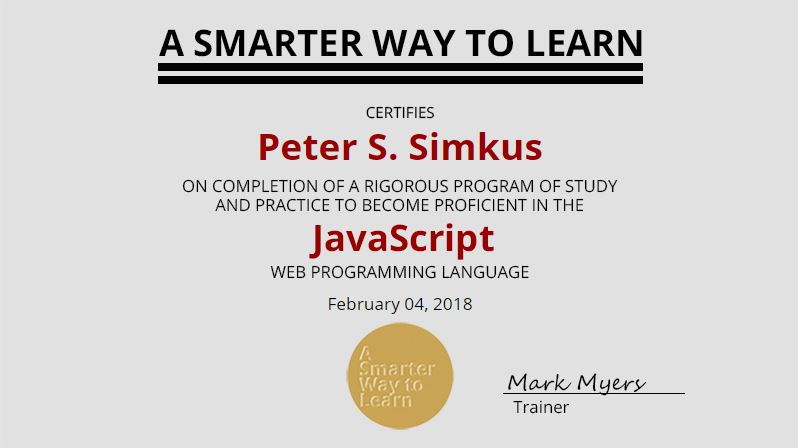 A SMARTER WAY TO LEARN
CERTIFIES
Peter S. Simkus
ON COMPLETION OF A RIGOROUS PROGRAM OF STUDY
AND PRACTICE TO BECOME PROFICIENT IN THE
JavaScript
WEB PROGRAMMING LANGUAGE
February 04, 2018
A
Smarter
Way to
Learn
Mark Myers
Trainer